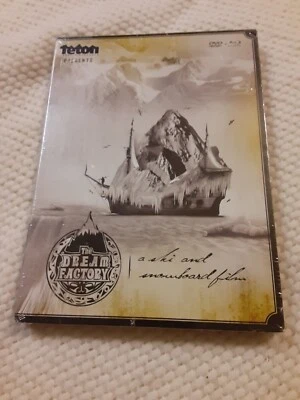 teton
PRESENTS
THE
DREAM
FACTORY
a ski and
snowboard film